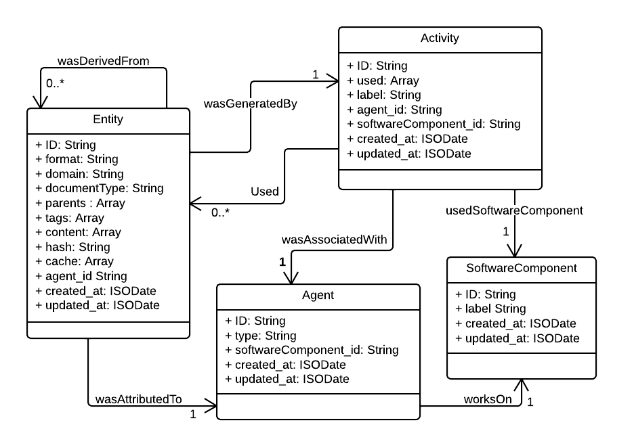 wasDerivedFrom
0..*
Entity
+ ID: String
+ format: String
+ domain: String
+ documentType: String
+ parents : Array
+ tags: Array
+ content: Array
+ hash: String
+ cache: Array
+ agent_id String
+ created_at: ISODate
+ updated_at: ISODate
wasGeneratedBy
1
Activity
+ ID: String
+ used: Array
+ label: String
+ agent_id: String
+ softwareComponent_id: String
+ created_at: ISODate
+ updated_at: ISODate
Used
0..*
wasAssociatedWith
1
usedSoftwareComponent
1
SoftwareComponent
+ ID: String
+ label String
+ created_at: ISODate
+ updated_at: ISODate
Agent
+ ID: String
+ type: String
+ softwareComponent_id: String
+ created_at: ISODate
+ updated_at: ISODate
wasAttributedTo
1
worksOn
1